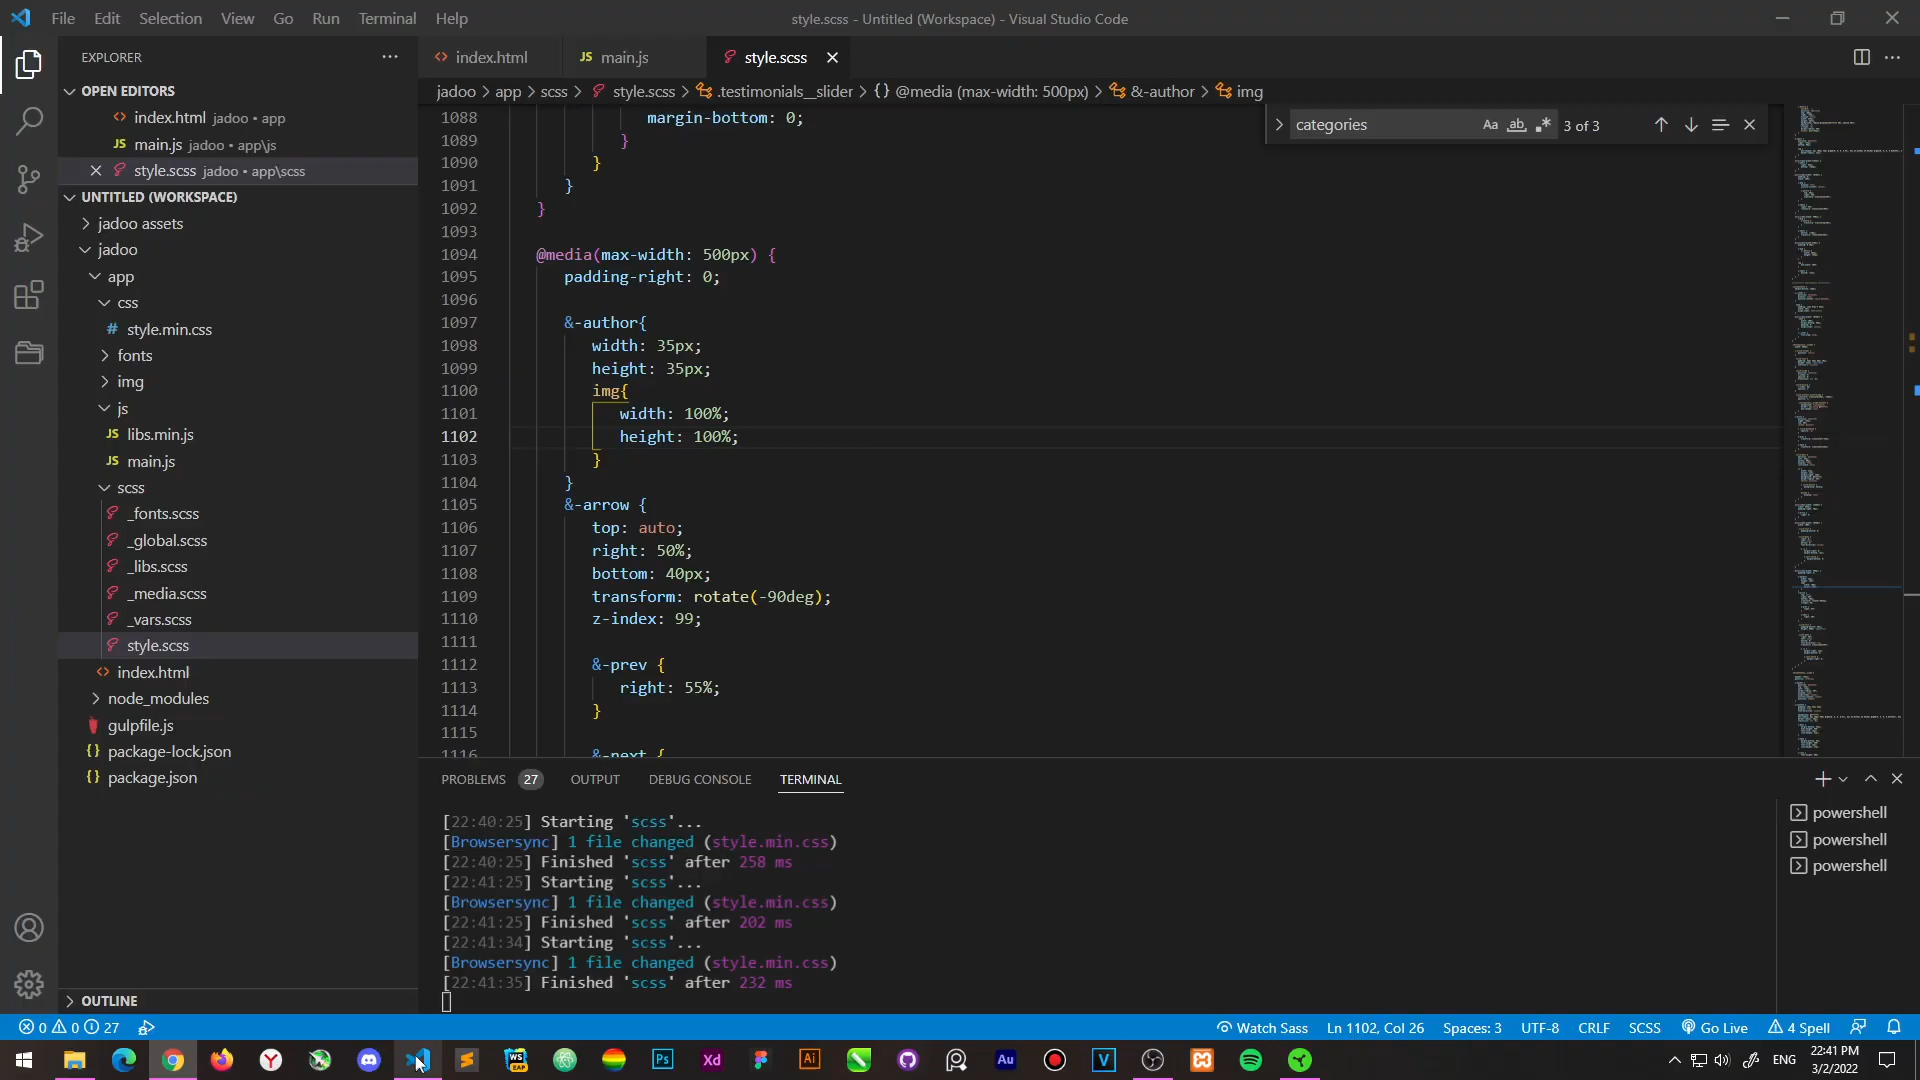 File Edit Selection View Go Run Terminal Help
style.scss - Untitled (Workspace) - Visual Studio Code
EXPLORER
OPEN EDITORS
index.html jadoo • app
main.js jadoo • app\js
style.scss jadoo • app\scss
UNTITLED (WORKSPACE)
jadoo assets
jadoo
app
css
style.min.css
fonts
img
js
libs.min.js
main.js
scss
_fonts.scss
_global.scss
_libs.scss
_media.scss
_vars.scss
style.scss
index.html
node_modules
gulpfile.js
package-lock.json
package.json
OUTLINE
index.html
main.js
style.scss
jadoo > app > scss > style.scss > .testimonials__slider > {} @media (max-width: 500px) > &-author > img
categories
3 of 3
1088 margin-bottom: 0;
1089 }
1090 }
1091 }
1092 }
1093
1094 @media(max-width: 500px) {
1095 padding-right: 0;
1096
1097 &-author{
1098 width: 35px;
1099 height: 35px;
1100 img{
1101 width: 100%;
1102 height: 100%;
1103 }
1104 }
1105 &-arrow {
1106 top: auto;
1107 right: 50%;
1108 bottom: 40px;
1109 transform: rotate(-90deg);
1110 z-index: 99;
1111
1112 &-prev {
1113 right: 55%;
1114 }
1115
1116 &-next {
PROBLEMS 27 OUTPUT DEBUG CONSOLE TERMINAL
[22:40:25] Starting 'scss'...
[Browsersync] 1 file changed (style.min.css)
[22:40:25] Finished 'scss' after 258 ms
[22:41:25] Starting 'scss'...
[Browsersync] 1 file changed (style.min.css)
[22:41:25] Finished 'scss' after 202 ms
[22:41:34] Starting 'scss'...
[Browsersync] 1 file changed (style.min.css)
[22:41:35] Finished 'scss' after 232 ms
powershell
powershell
powershell
0 0 27
Watch Sass
Ln 1102, Col 26
Spaces: 3
UTF-8
CRLF
SCSS
Go Live
4 Spell
ENG
22:41 PM
3/2/2022